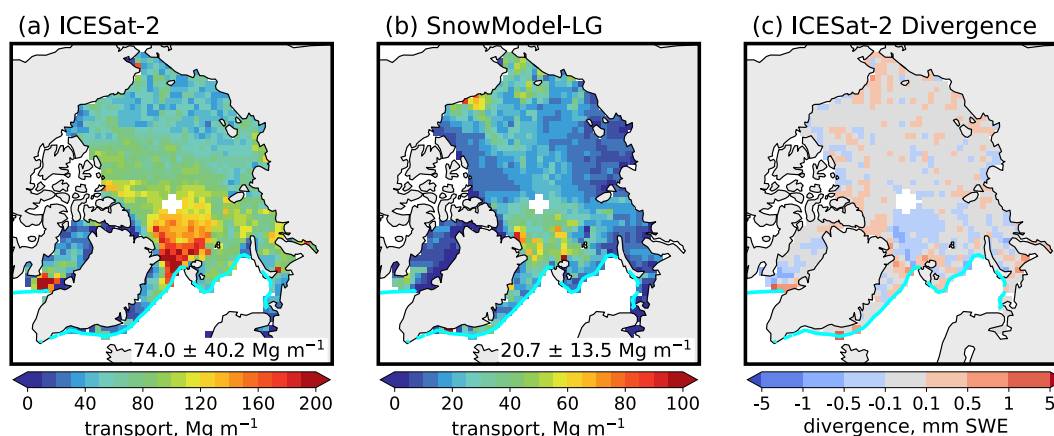 (a) ICESat-2
(b) SnowModel-LG
(c) ICESat-2 Divergence
74.0 ± 40.2 Mg m⁻¹
20.7 ± 13.5 Mg m⁻¹
0 40 80 120 160 200
transport, Mg m⁻¹
0 20 40 60 80 100
transport, Mg m⁻¹
-5 -1 -0.5 -0.1 0.1 0.5 1 5
divergence, mm SWE